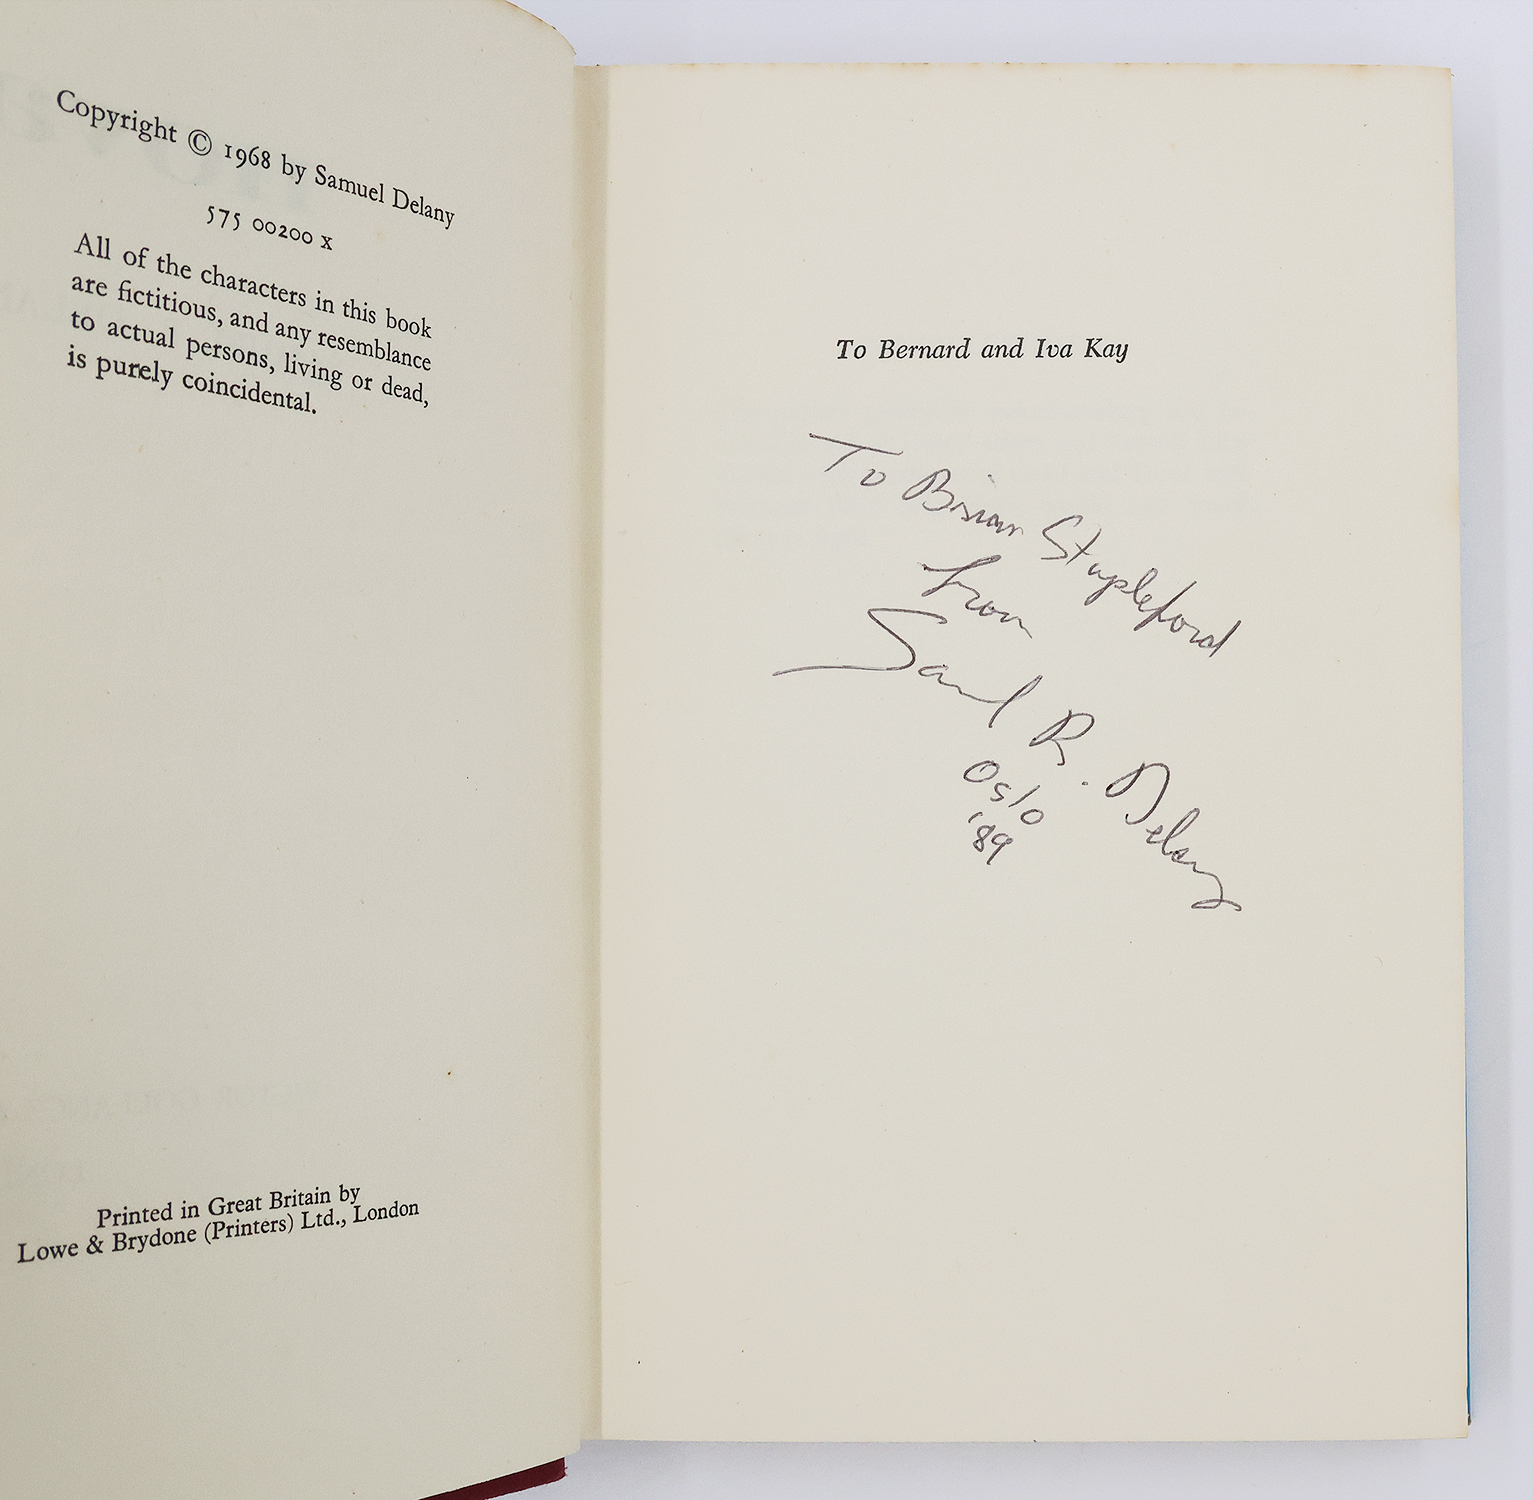 Copyright © 1968 by Samuel Delany
575 00200 x
All of the characters in this book
are fictitious, and any resemblance
to actual persons, living or dead,
is purely coincidental.
Printed in Great Britain by
Lowe & Brydone (Printers) Ltd., London
To Bernard and Iva Kay
To Brian Stapleford
from
Samuel R. Delany
Oslo
'89